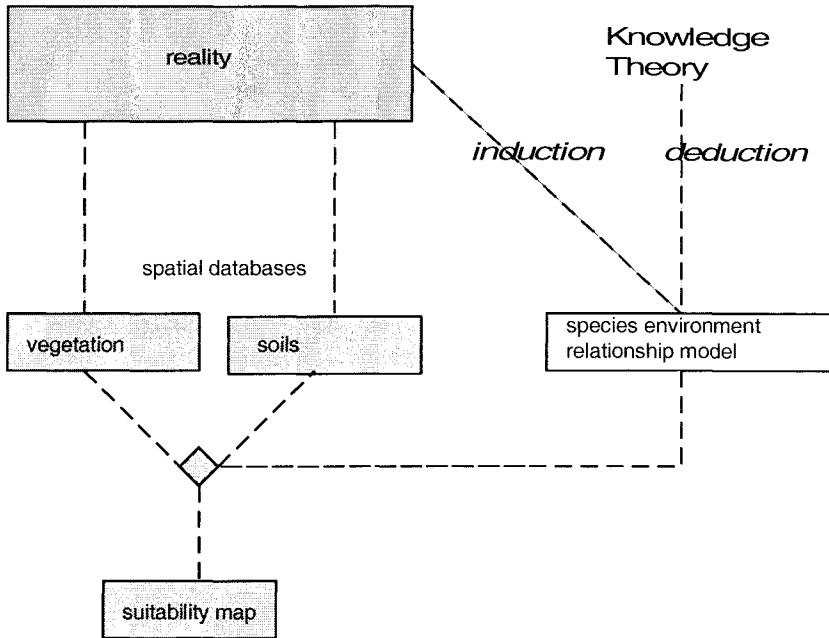 reality
Knowledge
Theory
induction
deduction
spatial databases
vegetation
soils
species environment
relationship model
suitability map